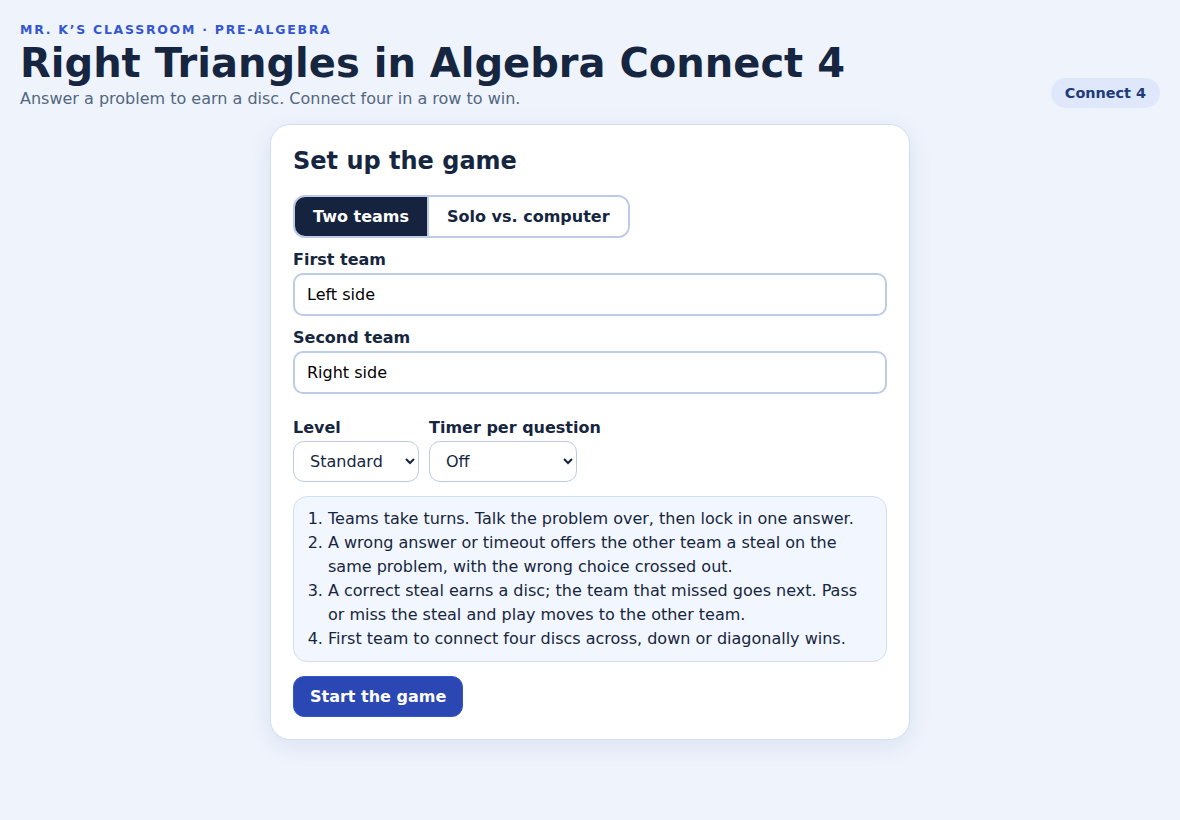 MR. K’S CLASSROOM · PRE-ALGEBRA
Right Triangles in Algebra Connect 4
Answer a problem to earn a disc. Connect four in a row to win.
Connect 4
Set up the game
Two teams
Solo vs. computer
First team
Left side
Second team
Right side
Level
Timer per question
Standard
Off
1. Teams take turns. Talk the problem over, then lock in one answer.
2. A wrong answer or timeout offers the other team a steal on the
same problem, with the wrong choice crossed out.
3. A correct steal earns a disc; the team that missed goes next. Pass
or miss the steal and play moves to the other team.
4. First team to connect four discs across, down or diagonally wins.
Start the game